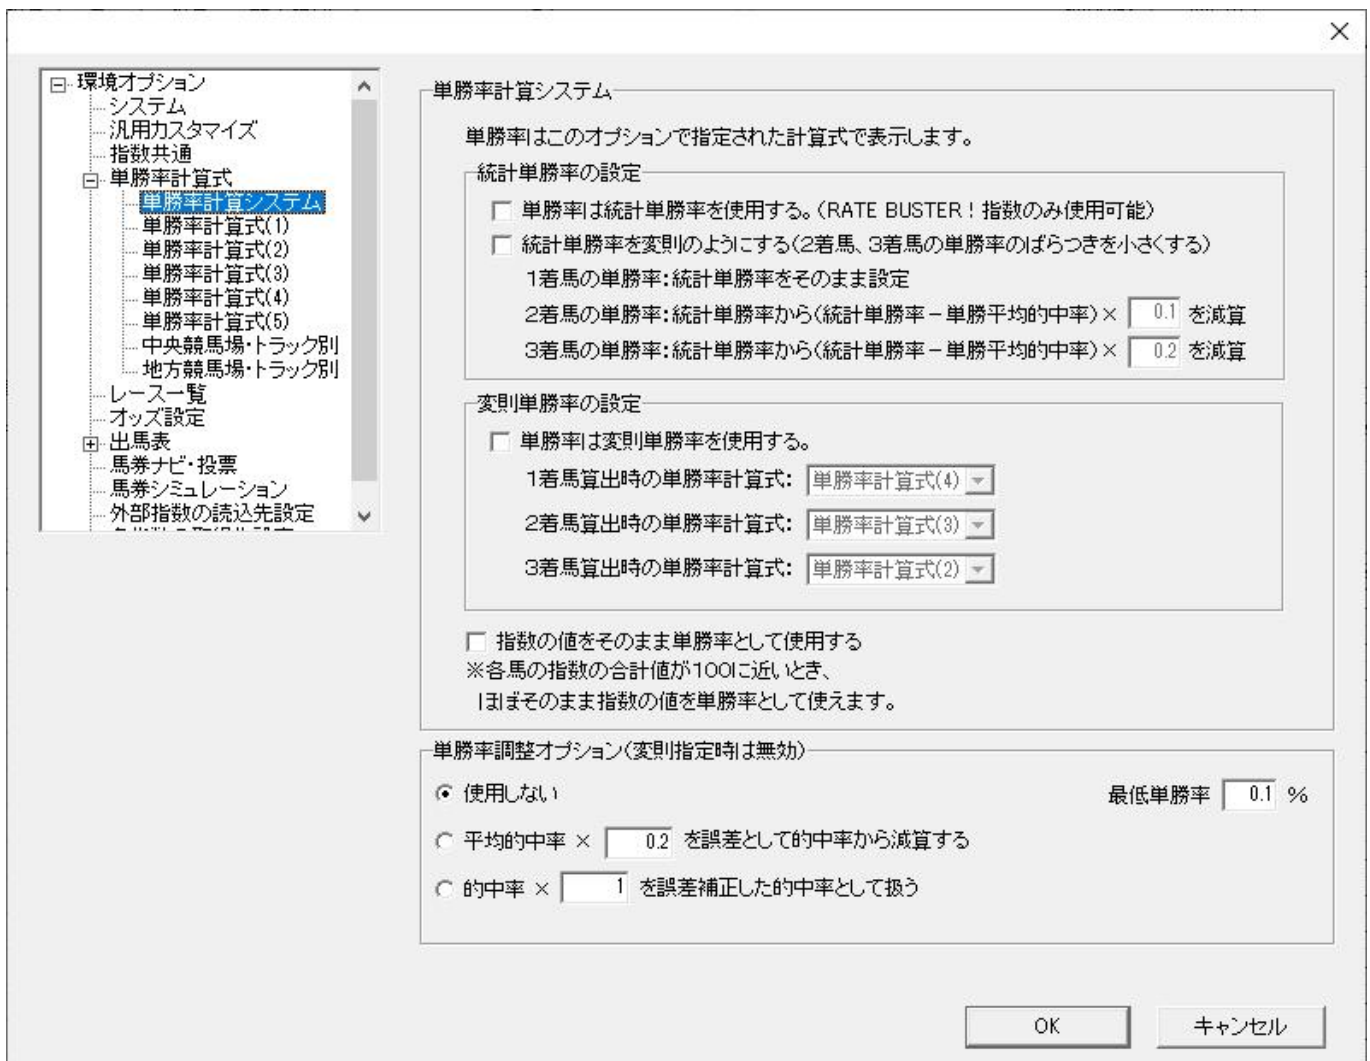 環境オプション
システム
汎用カスタマイズ
指数共通
単勝率計算式
単勝率計算システム
単勝率計算式(1)
単勝率計算式(2)
単勝率計算式(3)
単勝率計算式(4)
単勝率計算式(5)
中央競馬場・トラック別
地方競馬場・トラック別
レース一覧
オッズ設定
出馬表
馬券ナビ・投票
馬券シミュレーション
外部指数の読込先設定
単勝率計算システム
単勝率はこのオプションで指定された計算式で表示します。
統計単勝率の設定
単勝率は統計単勝率を使用する。(RATE BUSTER!指数のみ使用可能)
統計単勝率を変則のようにする(2着馬、3着馬の単勝率のばらつきを小さくする)
1着馬の単勝率:統計単勝率をそのまま設定
2着馬の単勝率:統計単勝率から(統計単勝率-単勝平均的中率)× 0.1 を減算
3着馬の単勝率:統計単勝率から(統計単勝率-単勝平均的中率)× 0.2 を減算
変則単勝率の設定
単勝率は変則単勝率を使用する。
1着馬算出時の単勝率計算式: 単勝率計算式(4)
2着馬算出時の単勝率計算式: 単勝率計算式(3)
3着馬算出時の単勝率計算式: 単勝率計算式(2)
指数の値をそのまま単勝率として使用する
※各馬の指数の合計値が100に近いとき、
ほぼそのまま指数の値を単勝率として使えます。
単勝率調整オプション(変則指定時は無効)
使用しない 最低単勝率 0.1 %
平均的中率 × 0.2 を誤差として的中率から減算する
的中率 × 1 を誤差補正した的中率として扱う
OK キャンセル